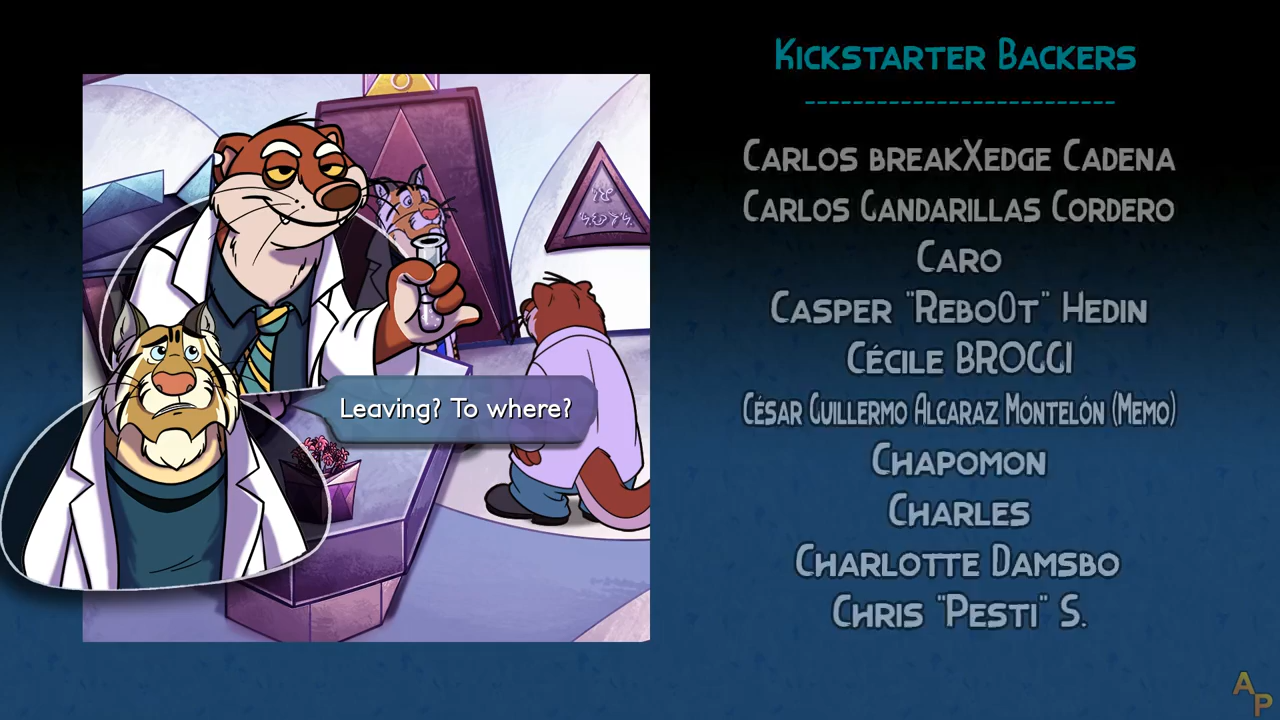 Kickstarter Backers
--------------------------
Carlos breakXedge Cadena
Carlos Gandarillas Cordero
Caro
Casper "Rebo0t" Hedin
Cécile BROGGI
César Guillermo Alcaraz Montelón (Memo)
Chapomon
Charles
Charlotte Damsbo
Chris "Pesti" S.
Leaving? To where?
AP